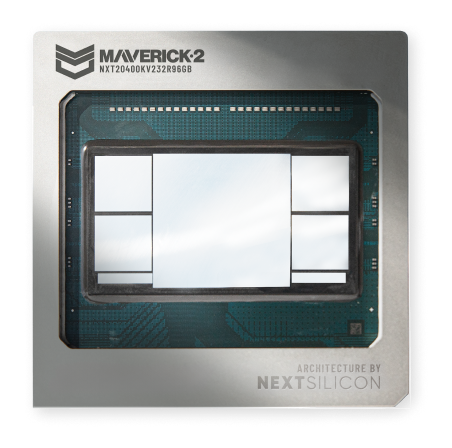 MAVERICK·2
NXT20400KV232R96GB
ARCHITECTURE BY
NEXTSILICON